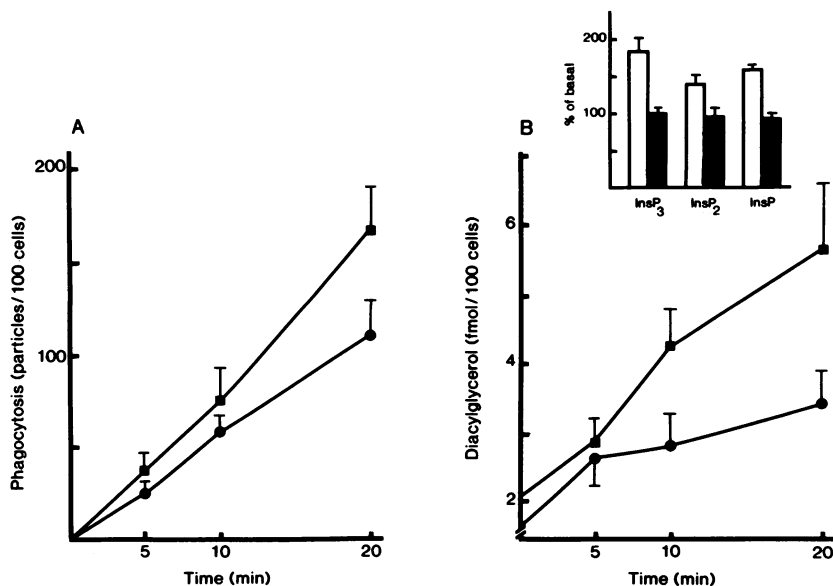 A
Phagocytosis (particles/100 cells)
200
100
5
10
20
Time (min)
B
% of basal
200
100
InsP3
InsP2
InsP
Diacylglycerol (fmol/100 cells)
6
4
2
5
10
20
Time (min)